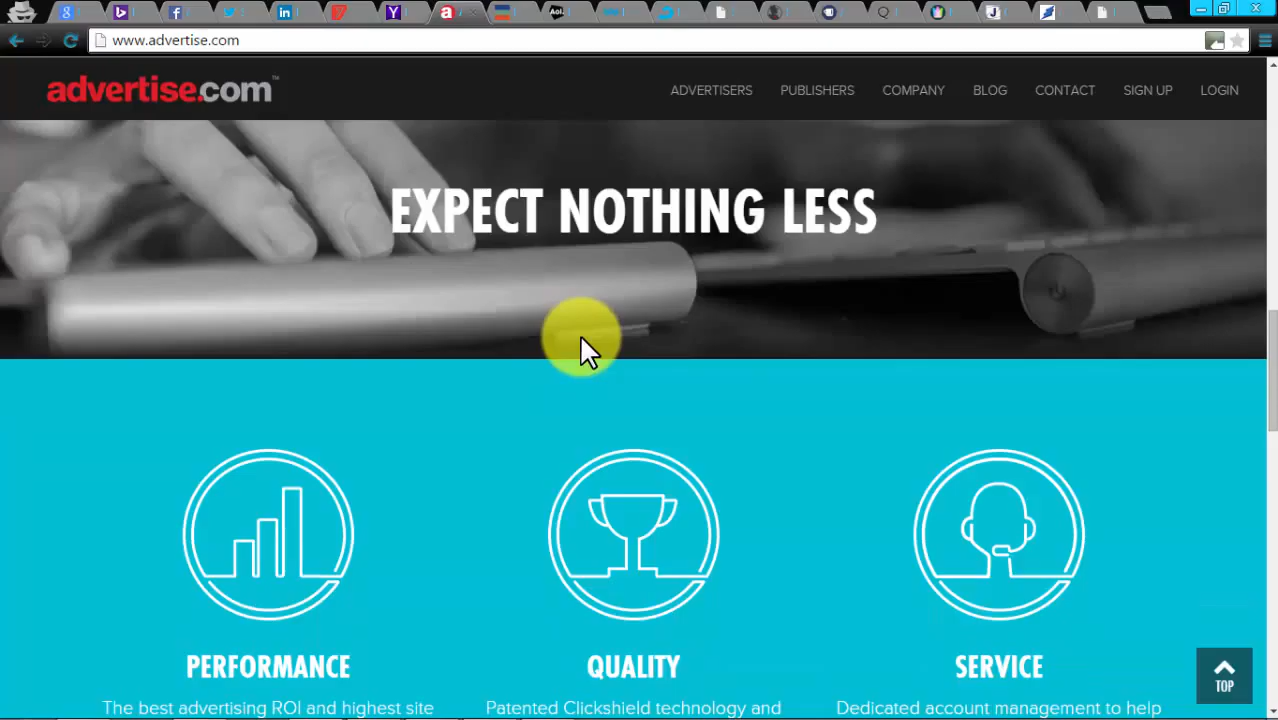 www.advertise.com
advertise.com™
ADVERTISERS PUBLISHERS COMPANY BLOG CONTACT SIGN UP LOGIN
EXPECT NOTHING LESS
PERFORMANCE QUALITY SERVICE
The best advertising ROI and highest site Patented Clickshield technology and Dedicated account management to help
TOP